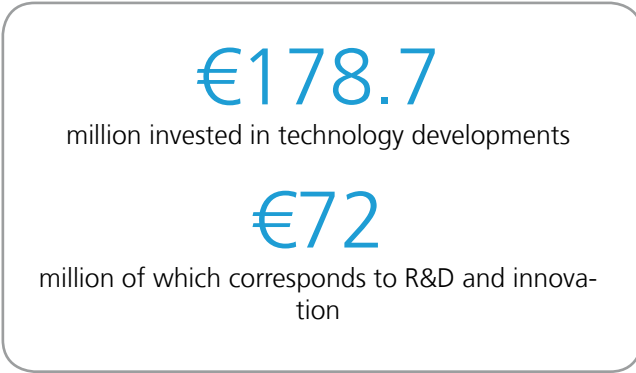 €178.7
million invested in technology developments
€72
million of which corresponds to R&D and innova-
tion